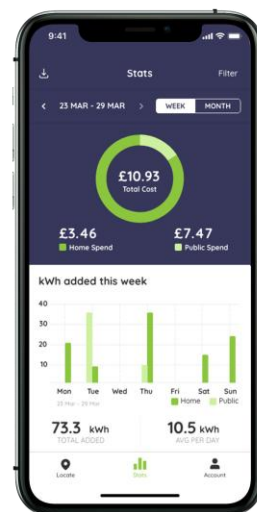 9:41
Stats
Filter
23 MAR - 29 MAR
WEEK
MONTH
£10.93
Total Cost
£3.46
Home Spend
£7.47
Public Spend
kWh added this week
40
30
20
10
Mon Tue Wed Thu Fri Sat Sun
Home Public
73.3 kWh
TOTAL ADDED
10.5 kWh
AVG PER DAY
Locate
Stats
Account